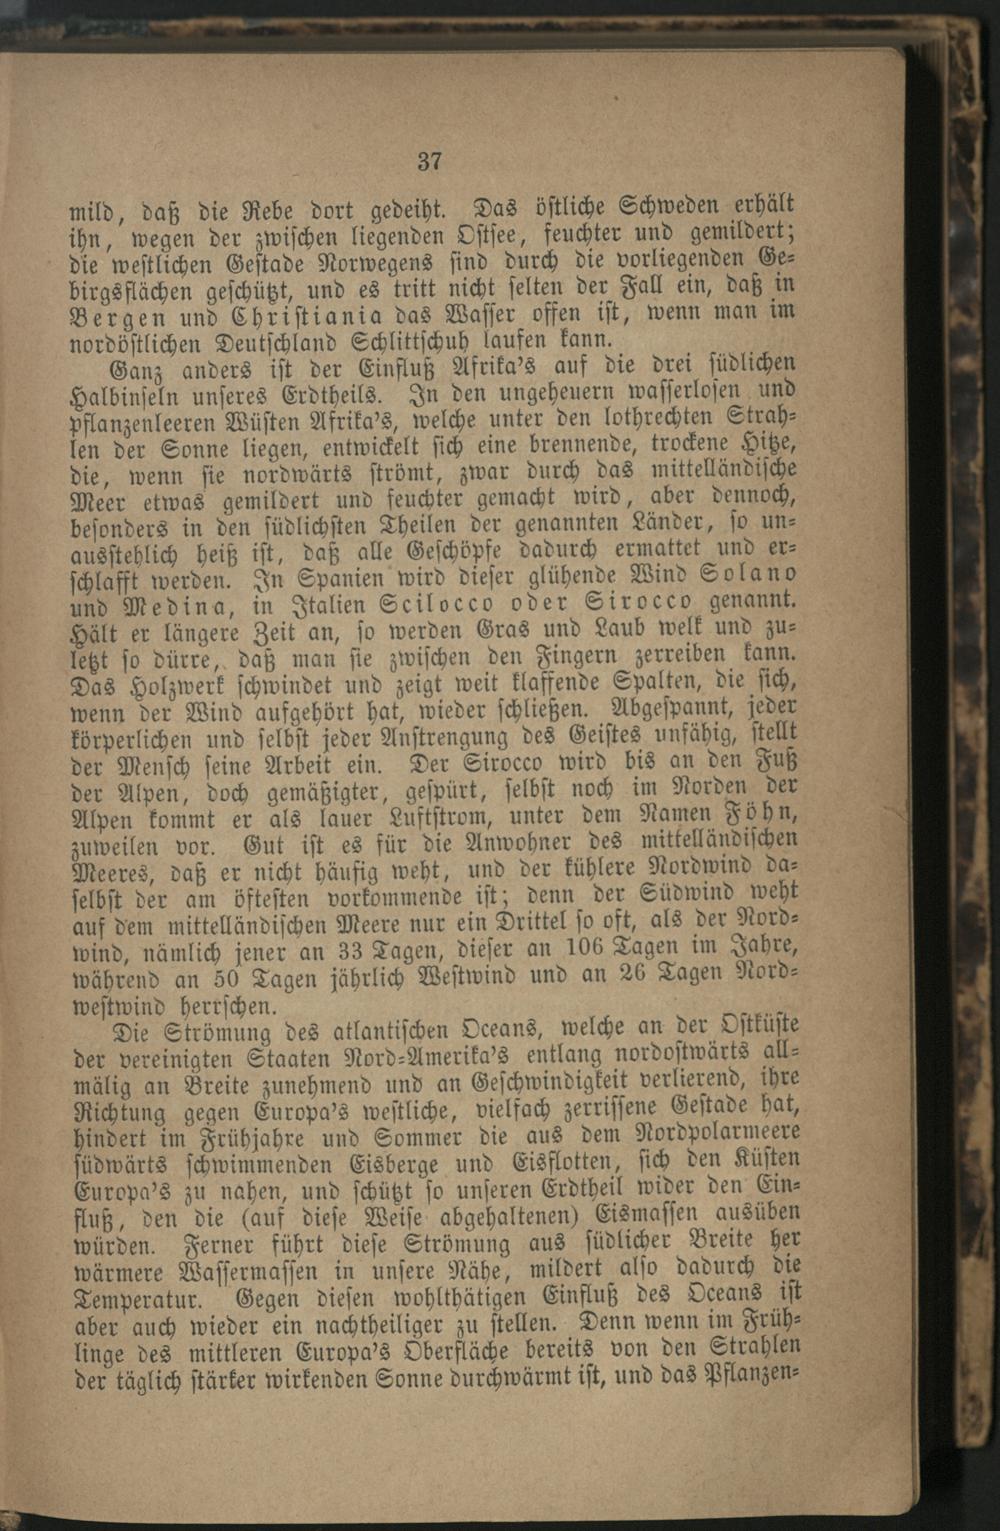 37
mild, daß die Rebe dort gedeiht. Das östliche Schweden erhält
ihn, wegen der zwischen liegenden Ostsee, feuchter und gemildert;
die westlichen Gestade Norwegens sind durch die vorliegenden Ge-
birgsflächen geschützt, und es tritt nicht selten der Fall ein, daß in
Bergen und Christiania das Wasser offen ist, wenn man im
nordöstlichen Deutschland Schlittschuh laufen kann.
Ganz anders ist der Einfluß Afrika's auf die drei südlichen
Halbinseln unseres Erdtheils. In den ungeheuern wasserlosen und
pflanzenleeren Wüsten Afrika's, welche unter den lothrechten Strah-
len der Sonne liegen, entwickelt sich eine brennende, trockene Hitze,
die, wenn sie nordwärts strömt, zwar durch das mittelländische
Meer etwas gemildert und feuchter gemacht wird, aber dennoch,
besonders in den südlichsten Theilen der genannten Länder, so un-
ausstehlich heiß ist, daß alle Geschöpfe dadurch ermattet und er-
schlafft werden. In Spanien wird dieser glühende Wind Solano
und Medina, in Italien Scilocco oder Sirocco genannt.
Hält er längere Zeit an, so werden Gras und Laub welk und zu-
letzt so dürre, daß man sie zwischen den Fingern zerreiben kann.
Das Holzwerk schwindet und zeigt weit klaffende Spalten, die sich,
wenn der Wind aufgehört hat, wieder schließen. Abgespannt, jeder
körperlichen und selbst jeder Anstrengung des Geistes unfähig, stellt
der Mensch seine Arbeit ein. Der Sirocco wird bis an den Fuß
der Alpen, doch gemäßigter, gespürt, selbst noch im Norden der
Alpen kommt er als lauer Luftstrom, unter dem Namen Föhn,
zuweilen vor. Gut ist es für die Anwohner des mittelländischen
Meeres, daß er nicht häufig weht, und der kühlere Nordwind da-
selbst der am öftesten vorkommende ist; denn der Südwind weht
auf dem mittelländischen Meere nur ein Drittel so oft, als der Nord-
wind, nämlich jener an 33 Tagen, dieser an 106 Tagen im Jahre,
während an 50 Tagen jährlich Westwind und an 26 Tagen Nord-
westwind herrschen.
Die Strömung des atlantischen Oceans, welche an der Ostküste
der vereinigten Staaten Nord-Amerika's entlang nordostwärts all-
mälig an Breite zunehmend und an Geschwindigkeit verlierend, ihre
Richtung gegen Europa's westliche, vielfach zerrissene Gestade hat,
hindert im Frühjahre und Sommer die aus dem Nordpolarmeere
südwärts schwimmenden Eisberge und Eisflotten, sich den Küsten
Europa's zu nahen, und schützt so unseren Erdtheil wider den Ein-
fluß, den die (auf diese Weise abgehaltenen) Eismassen ausüben
würden. Ferner führt diese Strömung aus südlicher Breite her
wärmere Wassermassen in unsere Nähe, mildert also dadurch die
Temperatur. Gegen diesen wohlthätigen Einfluß des Oceans ist
aber auch wieder ein nachtheiliger zu stellen. Denn wenn im Früh-
linge des mittleren Europa's Oberfläche bereits von den Strahlen
der täglich stärker wirkenden Sonne durchwärmt ist, und das Pflanzen-